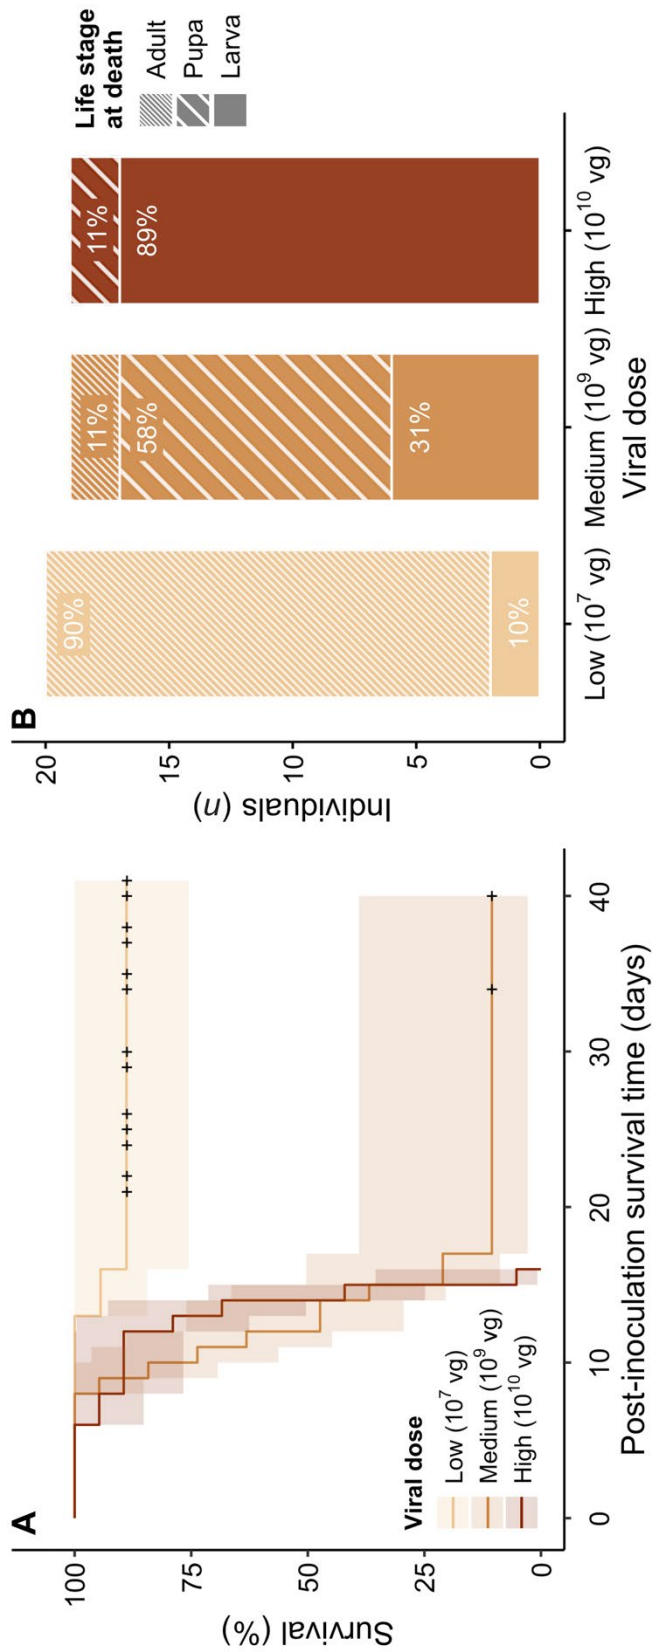 A
Survival (%)
100
75
50
25
0
Viral dose
Low (10⁷ vg)
Medium (10⁹ vg)
High (10¹⁰ vg)
0
10
20
30
40
Post-inoculation survival time (days)
B
Individuals (n)
20
15
10
5
0
90%
10%
11%
58%
31%
11%
89%
Low (10⁷ vg)
Medium (10⁹ vg)
High (10¹⁰ vg)
Viral dose
Life stage
at death
Adult
Pupa
Larva